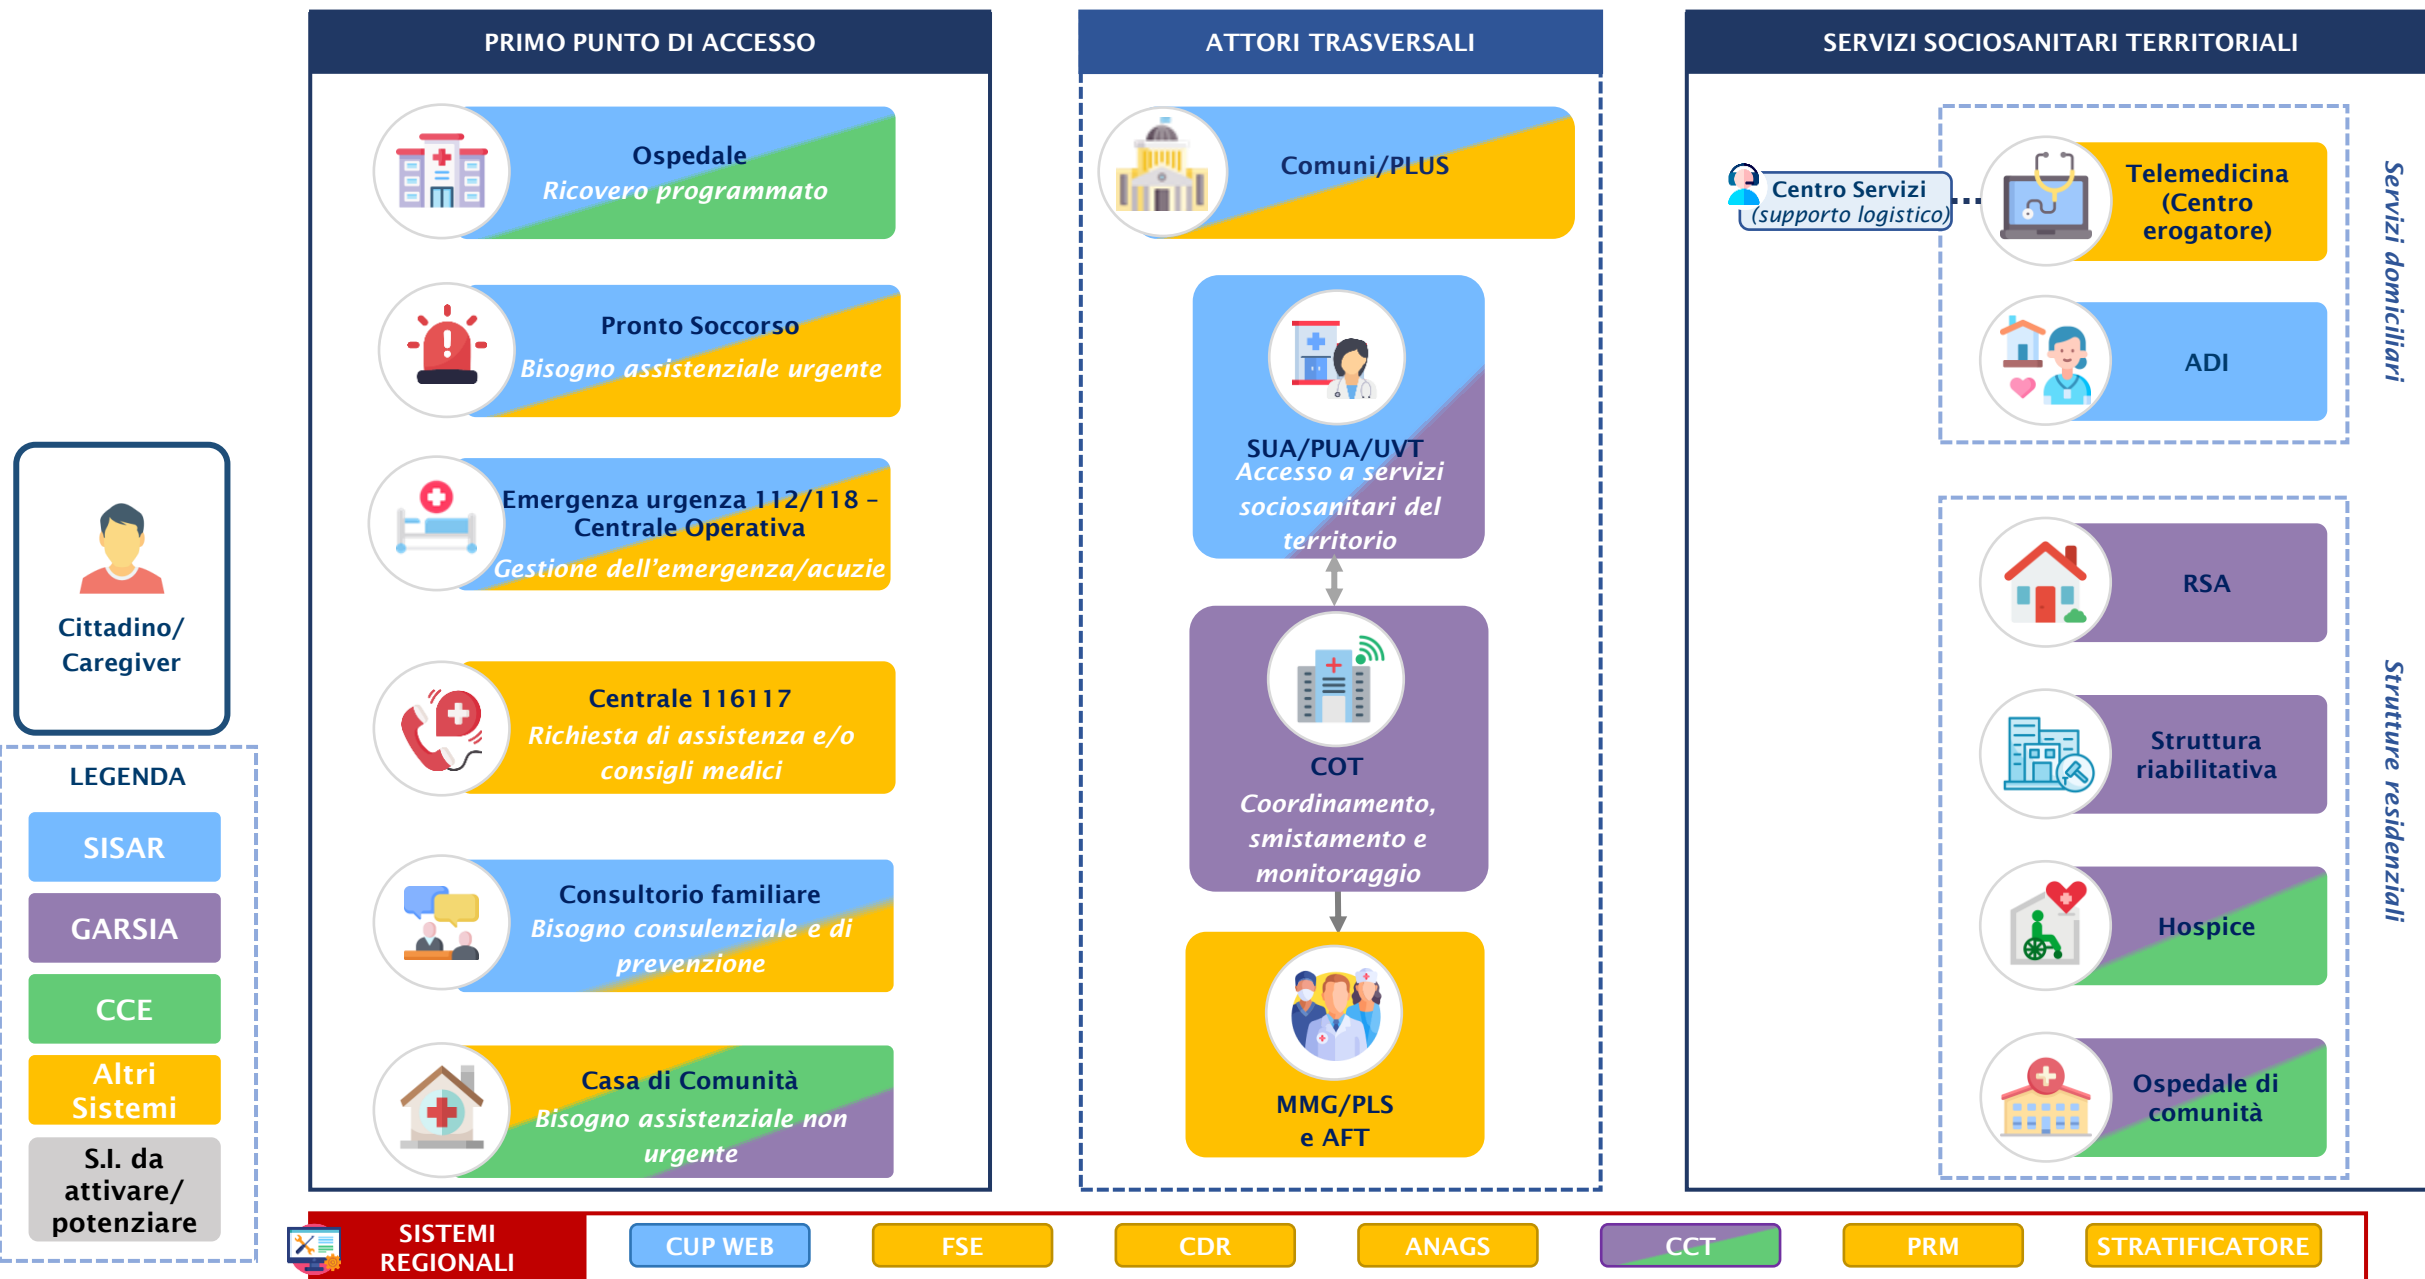 PRIMO PUNTO DI ACCESSO
Ospedale
Ricovero programmato
Pronto Soccorso
Bisogno assistenziale urgente
Emergenza urgenza 112/118 –
Centrale Operativa
Gestione dell'emergenza/acuzie
Centrale 116117
Richiesta di assistenza e/o
consigli medici
Consultorio familiare
Bisogno consulenziale e di
prevenzione
Casa di Comunità
Bisogno assistenziale non
urgente
ATTORI TRASVERSALI
Comuni/PLUS
SUA/PUA/UVT
Accesso a servizi
sociosanitari del
territorio
COT
Coordinamento,
smistamento e
monitoraggio
MMG/PLS
e AFT
SERVIZI SOCIOSANITARI TERRITORIALI
Centro Servizi
(supporto logistico)
Telemedicina
(Centro
erogatore)
ADI
Servizi domiciliari
RSA
Struttura
riabilitativa
Hospice
Ospedale di
comunità
Strutture residenziali
Cittadino/
Caregiver
LEGENDA
SISAR
GARSIA
CCE
Altri
Sistemi
S.I. da
attivare/
potenziare
SISTEMI
REGIONALI
CUP WEB
FSE
CDR
ANAGS
CCT
PRM
STRATIFICATORE